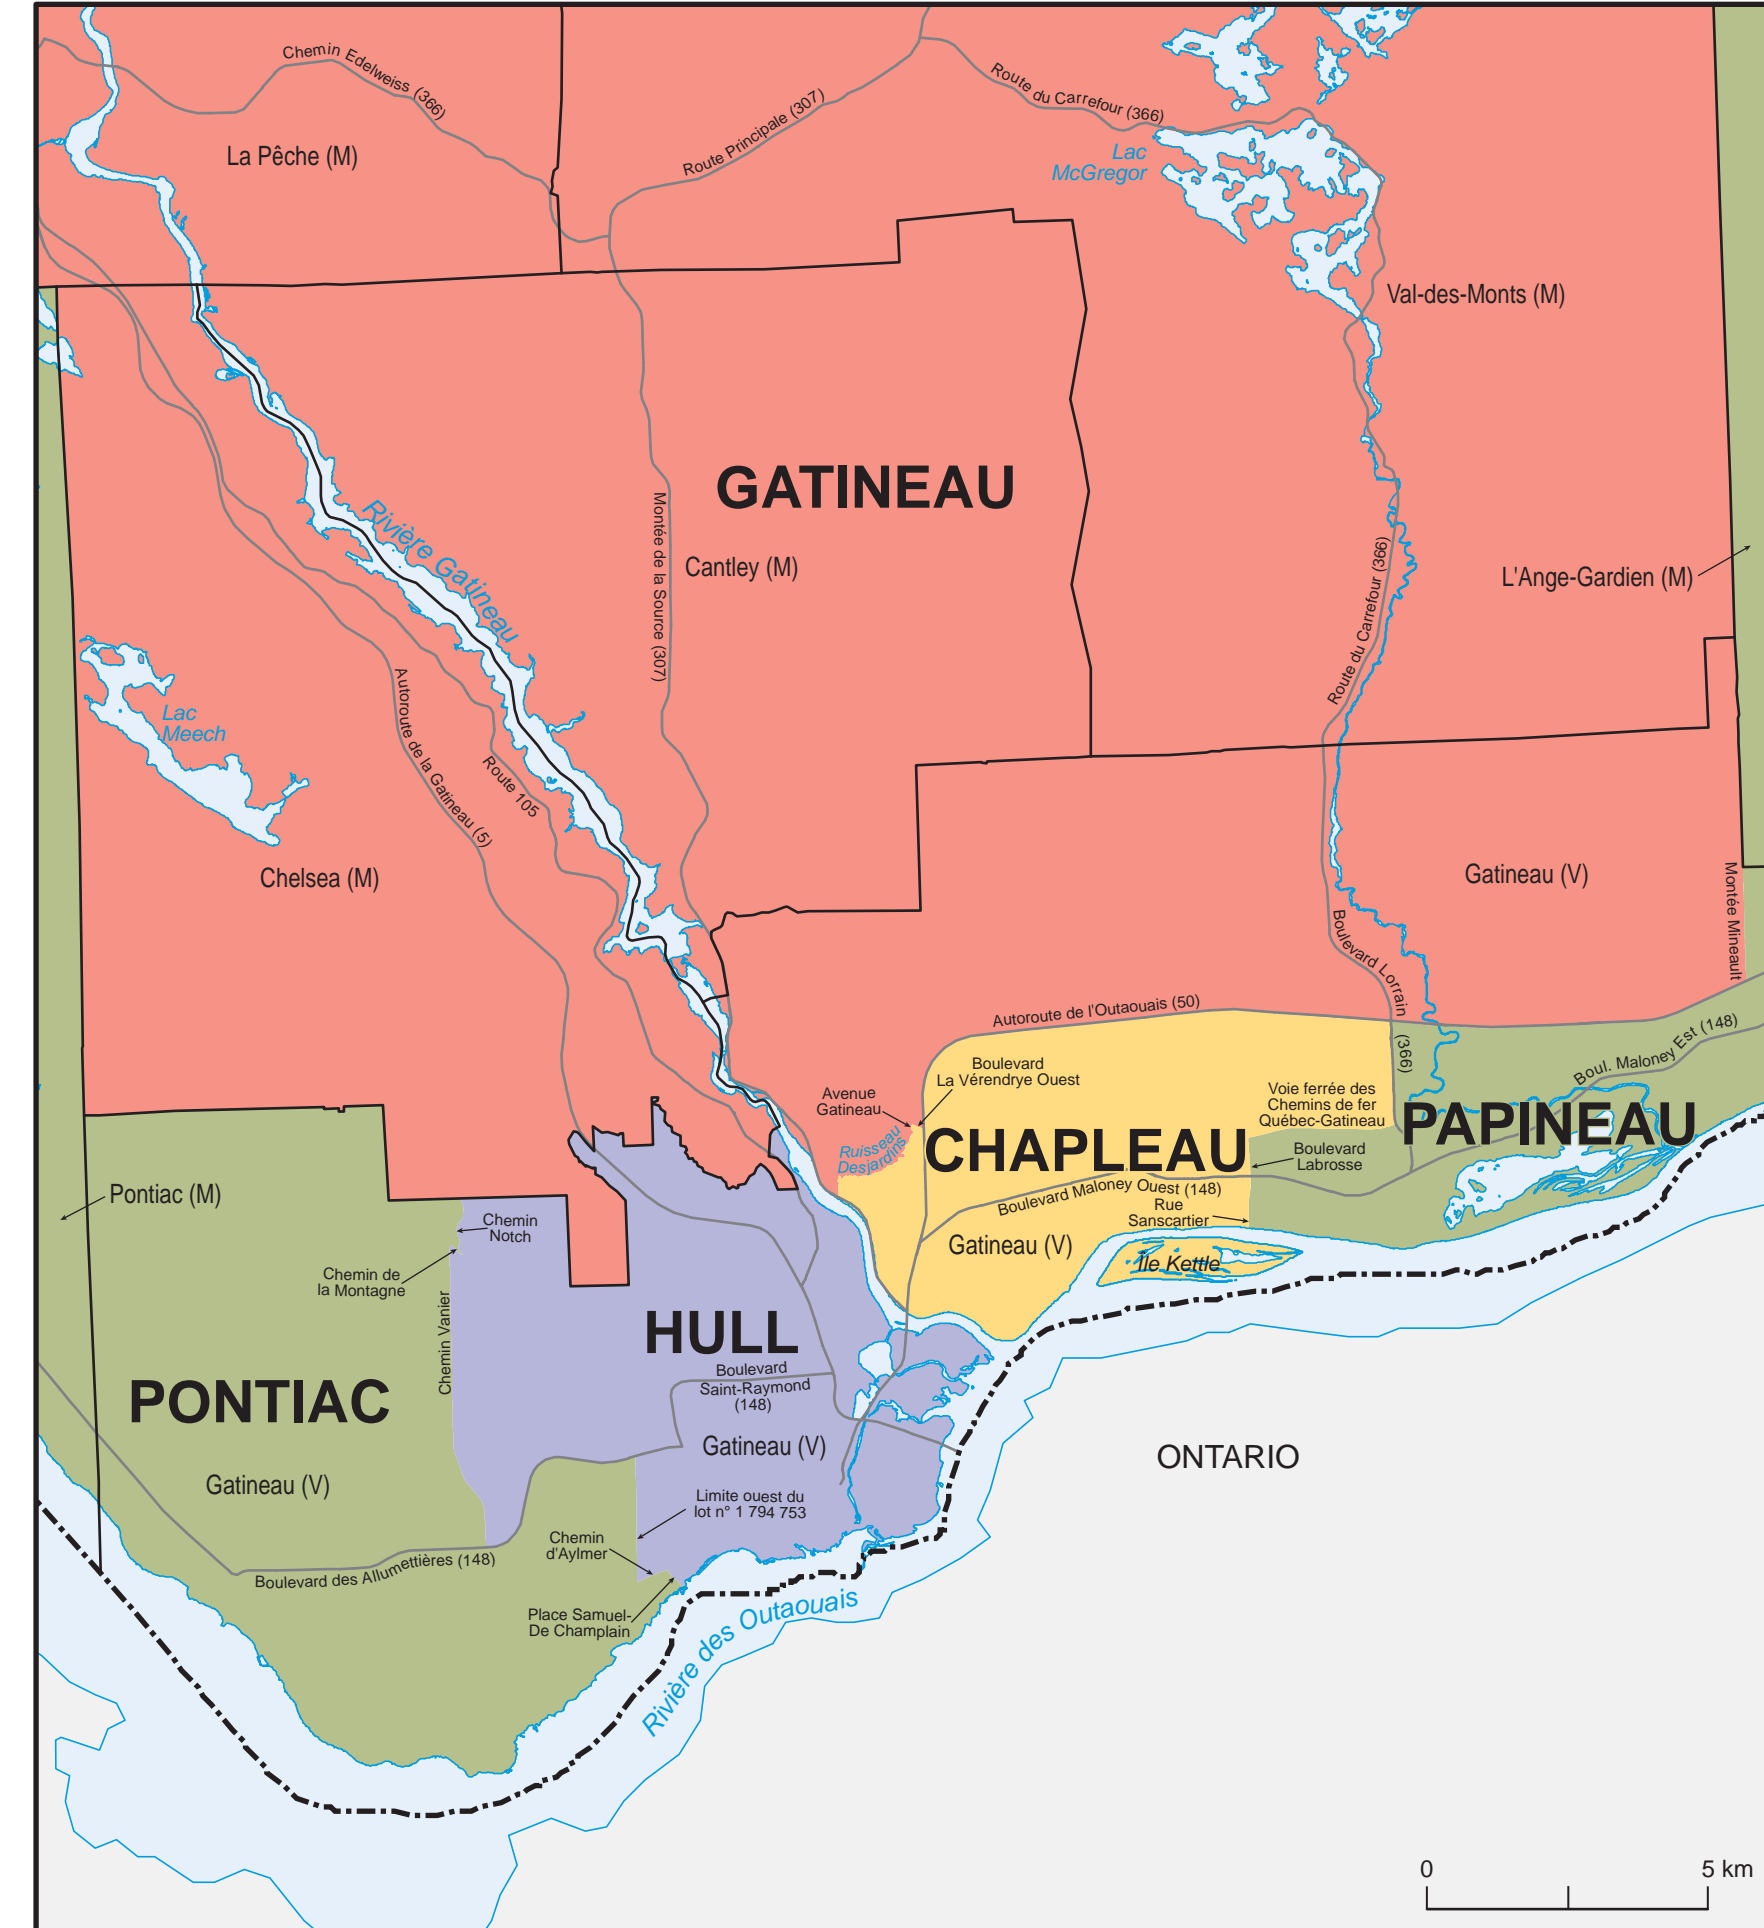 Chemin Edelweiss (366)
La Pêche (M)
Route Principale (307)
Route du Carrefour (366)
Lac
McGregor
Val-des-Monts (M)
GATINEAU
Rivière Gatineau
Montée de la Source (307)
Cantley (M)
Route du Carrefour (366)
L'Ange-Gardien (M)
Lac
Meech
Autoroute de la Gatineau (5)
Route 105
Chelsea (M)
Gatineau (V)
Montée Mineault
Boulevard Lorrain
(366)
Autoroute de l'Outaouais (50)
Boul. Maloney Est (148)
Boulevard
La Vérendrye Ouest
Avenue
Gatineau
Ruisseau
Desjardins
Voie ferrée des
Chemins de fer
Québec-Gatineau
CHAPLEAU
PAPINEAU
Boulevard
Labrosse
Boulevard Maloney Ouest (148)
Rue
Sanscartier
Gatineau (V)
Île Kettle
Pontiac (M)
Chemin
Notch
Chemin de
la Montagne
Chemin Vanier
HULL
Boulevard
Saint-Raymond
(148)
PONTIAC
Gatineau (V)
Gatineau (V)
ONTARIO
Limite ouest du
lot n° 1 794 753
Chemin
d'Aylmer
Boulevard des Allumettières (148)
Place Samuel-
De Champlain
Rivière des Outaouais
0 5 km